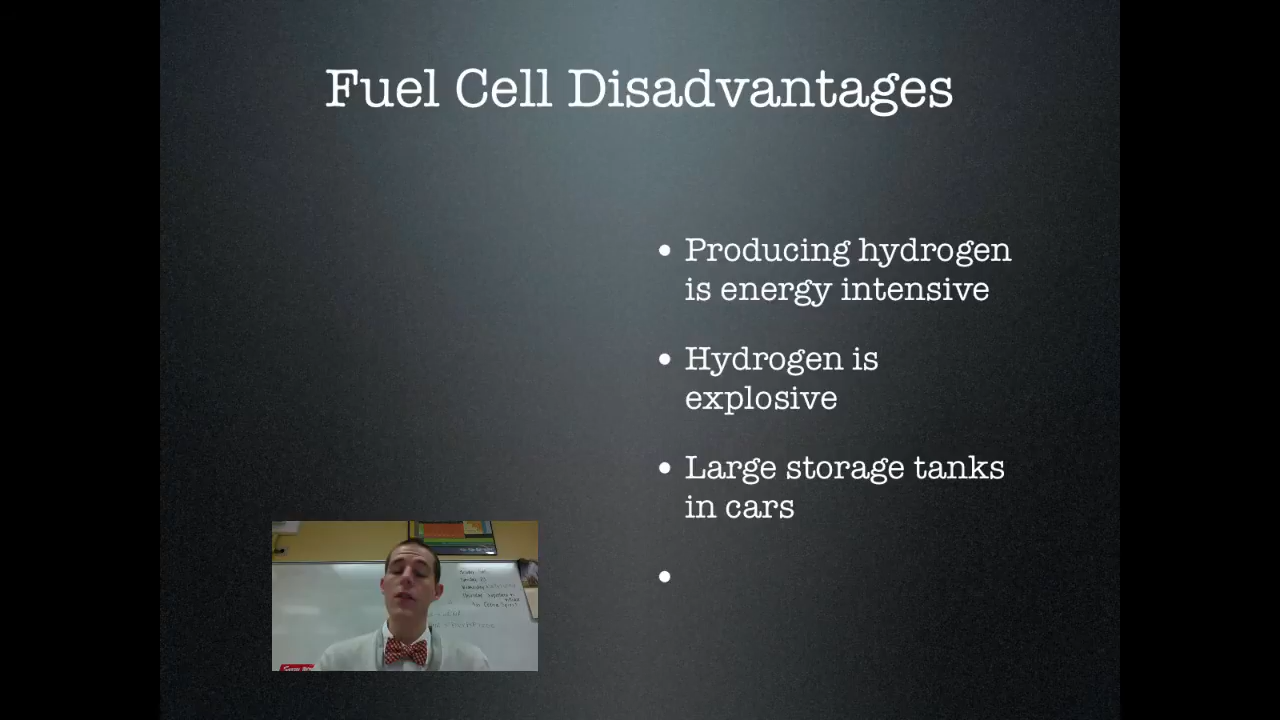 Fuel Cell Disadvantages
• Producing hydrogen
is energy intensive
• Hydrogen is
explosive
• Large storage tanks
in cars
•